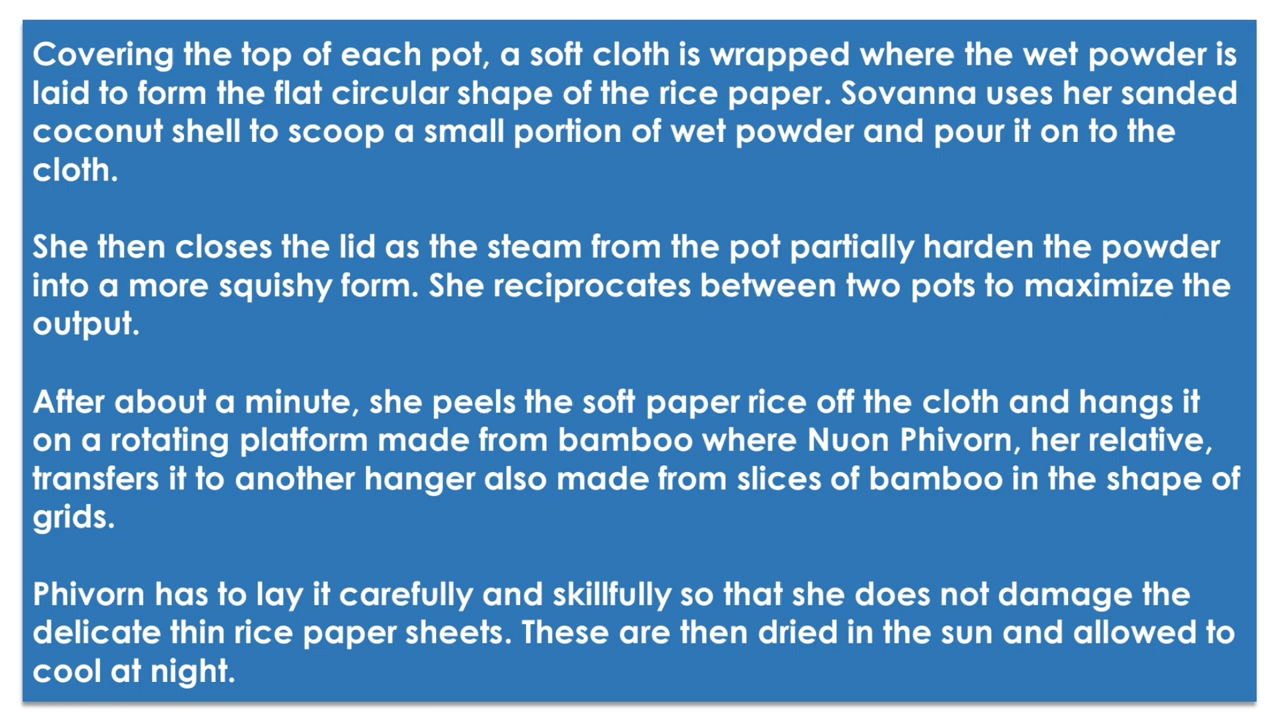 Covering the top of each pot, a soft cloth is wrapped where the wet powder is
laid to form the flat circular shape of the rice paper. Sovanna uses her sanded
coconut shell to scoop a small portion of wet powder and pour it on to the
cloth.
She then closes the lid as the steam from the pot partially harden the powder
into a more squishy form. She reciprocates between two pots to maximize the
output.
After about a minute, she peels the soft paper rice off the cloth and hangs it
on a rotating platform made from bamboo where Nuon Phivorn, her relative,
transfers it to another hanger also made from slices of bamboo in the shape of
grids.
Phivorn has to lay it carefully and skillfully so that she does not damage the
delicate thin rice paper sheets. These are then dried in the sun and allowed to
cool at night.